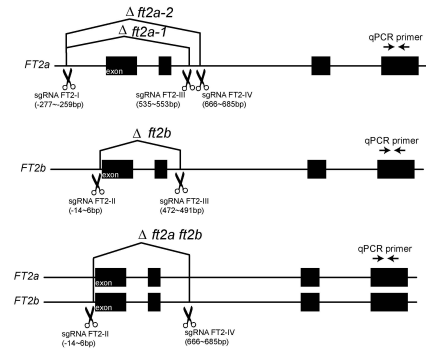 Δ ft2a-2
Δ ft2a-1
qPCR primer
FT2a
exon
sgRNA FT2-I
(-277~-259bp)
sgRNA FT2-III
(535~553bp)
sgRNA FT2-IV
(666~685bp)
Δ ft2b
qPCR primer
FT2b
exon
sgRNA FT2-II
(-14~6bp)
sgRNA FT2-III
(472~491bp)
Δ ft2a ft2b
qPCR primer
FT2a
exon
FT2b
exon
sgRNA FT2-II
(-14~6bp)
sgRNA FT2-IV
(666~685bp)